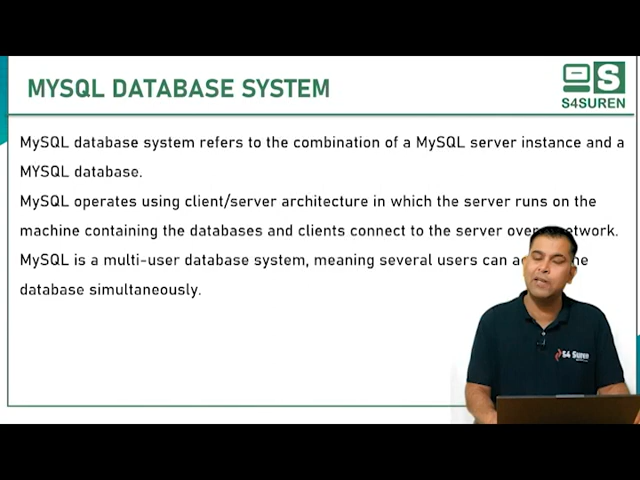 MYSQL DATABASE SYSTEM
S
S4SUREN
MySQL database system refers to the combination of a MySQL server instance and a
MYSQL database.
MySQL operates using client/server architecture in which the server runs on the
machine containing the databases and clients connect to the server over network.
MySQL is a multi-user database system, meaning several users can
database simultaneously.
S4 Suren